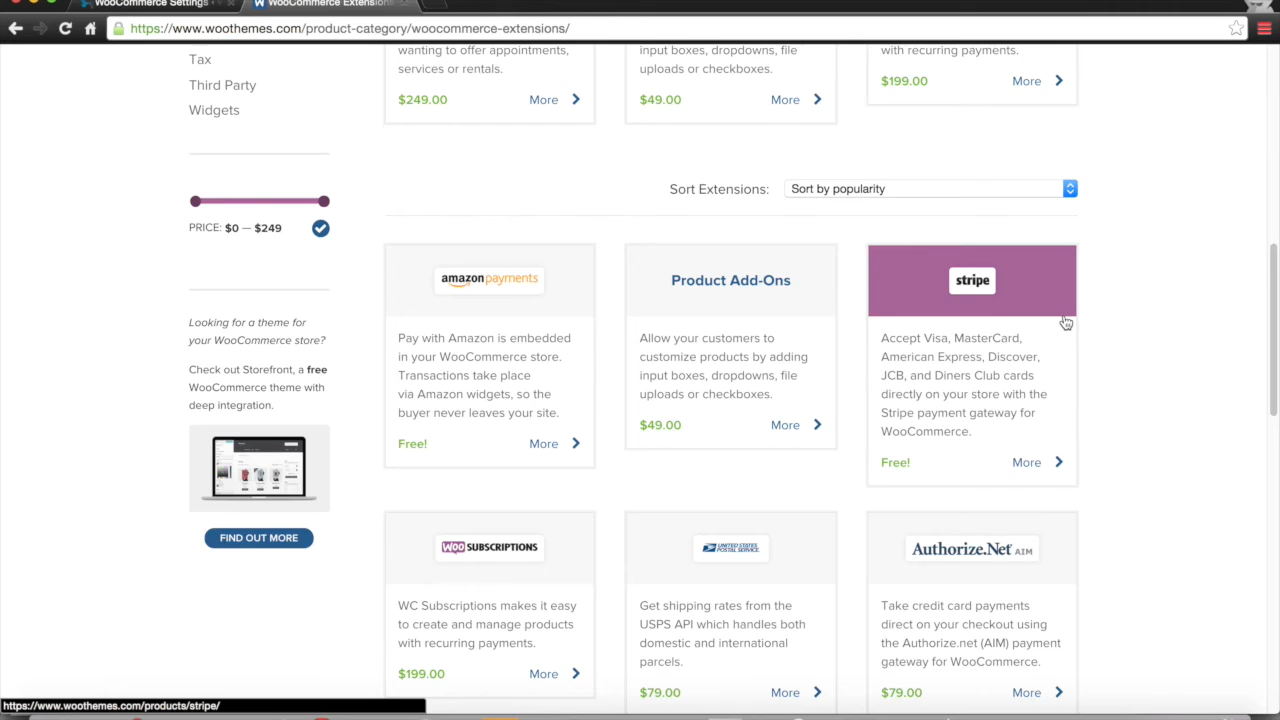 WooCommerce Settings
WooCommerce Extensions
https://www.woothemes.com/product-category/woocommerce-extensions/
Tax
Third Party
Widgets
PRICE: $0 — $249
Looking for a theme for
your WooCommerce store?
Check out Storefront, a free
WooCommerce theme with
deep integration.
FIND OUT MORE
wanting to offer appointments,
services or rentals.
$249.00 More
input boxes, dropdowns, file
uploads or checkboxes.
$49.00 More
with recurring payments.
$199.00 More
Sort Extensions: Sort by popularity
amazon payments
Pay with Amazon is embedded
in your WooCommerce store.
Transactions take place
via Amazon widgets, so the
buyer never leaves your site.
Free! More
Product Add-Ons
Allow your customers to
customize products by adding
input boxes, dropdowns, file
uploads or checkboxes.
$49.00 More
stripe
Accept Visa, MasterCard,
American Express, Discover,
JCB, and Diners Club cards
directly on your store with the
Stripe payment gateway for
WooCommerce.
Free! More
WOO SUBSCRIPTIONS
WC Subscriptions makes it easy
to create and manage products
with recurring payments.
$199.00 More
UNITED STATES
POSTAL SERVICE
Get shipping rates from the
USPS API which handles both
domestic and international
parcels.
$79.00 More
Authorize.Net AIM
Take credit card payments
direct on your checkout using
the Authorize.net (AIM) payment
gateway for WooCommerce.
$79.00 More
https://www.woothemes.com/products/stripe/